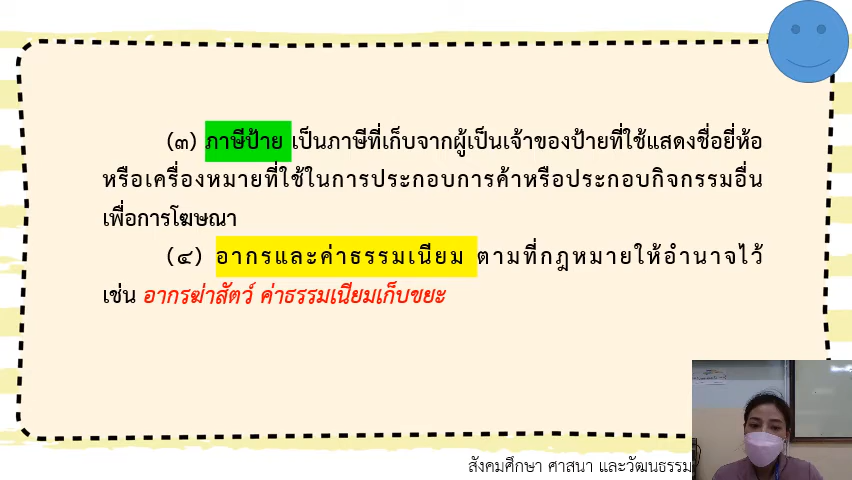 (๓) ภาษีป้าย เป็นภาษีที่เก็บจากผู้เป็นเจ้าของป้ายที่ใช้แสดงชื่อยี่ห้อ
หรือเครื่องหมายที่ใช้ในการประกอบการค้าหรือประกอบกิจกรรมอื่น
เพื่อการโฆษณา
(๔) อากรและค่าธรรมเนียม ตามที่กฎหมายให้อำนาจไว้
เช่น อากรฆ่าสัตว์ ค่าธรรมเนียมเก็บขยะ
สังคมศึกษา ศาสนา และวัฒนธรรม